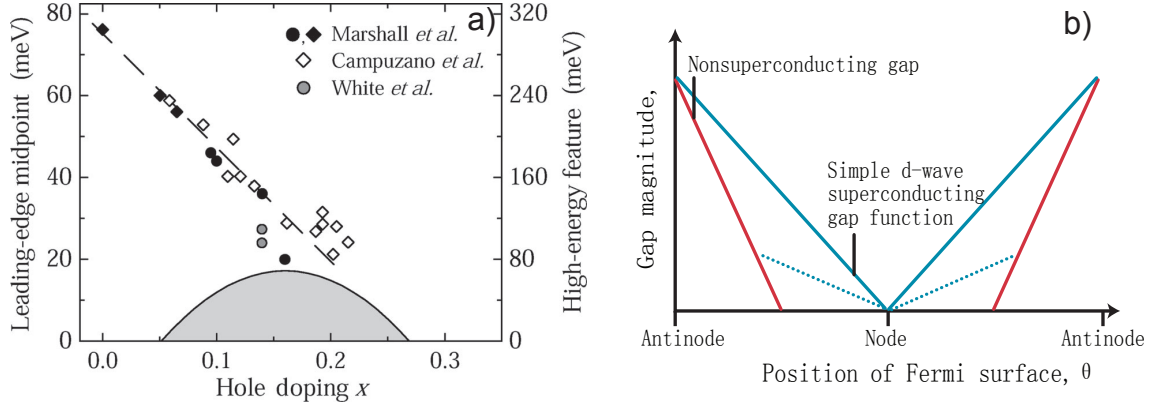 a)
Leading-edge midpoint (meV)
80
60
40
20
0
320
240
160
80
0
High-energy feature (meV)
, Marshall et al.
Campuzano et al.
White et al.
0.0
0.1
0.2
0.3
Hole doping x
b)
Gap magnitude,
Nonsuperconducting gap
Simple d-wave
superconducting
gap function
Antinode
Node
Antinode
Position of Fermi surface, θ